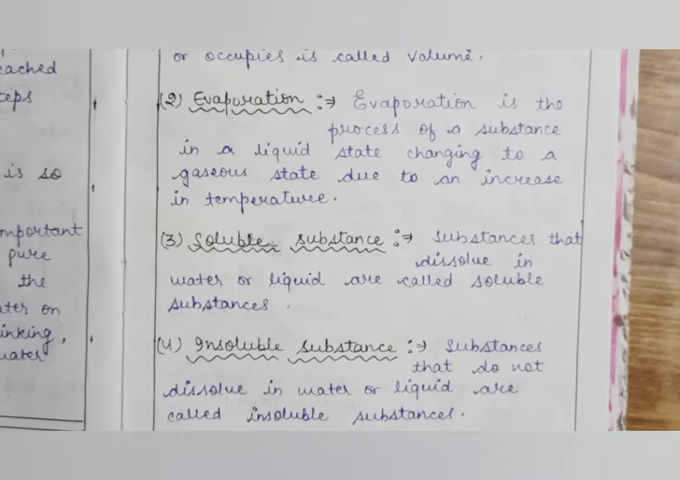 eached
teps
is so
mportant
pure
the
ater on
inking,
water
or occupies is called volume.
(2) Evaporation :→ Evaporation is the
process of a substance
in a liquid state changing to a
gaseous state due to an increase
in temperature.
(3) Soluble substance :→ Substances that
dissolve in
water or liquid are called soluble
substances.
(4) Insoluble substance :→ Substances
that do not
dissolve in water or liquid are
called insoluble substances.